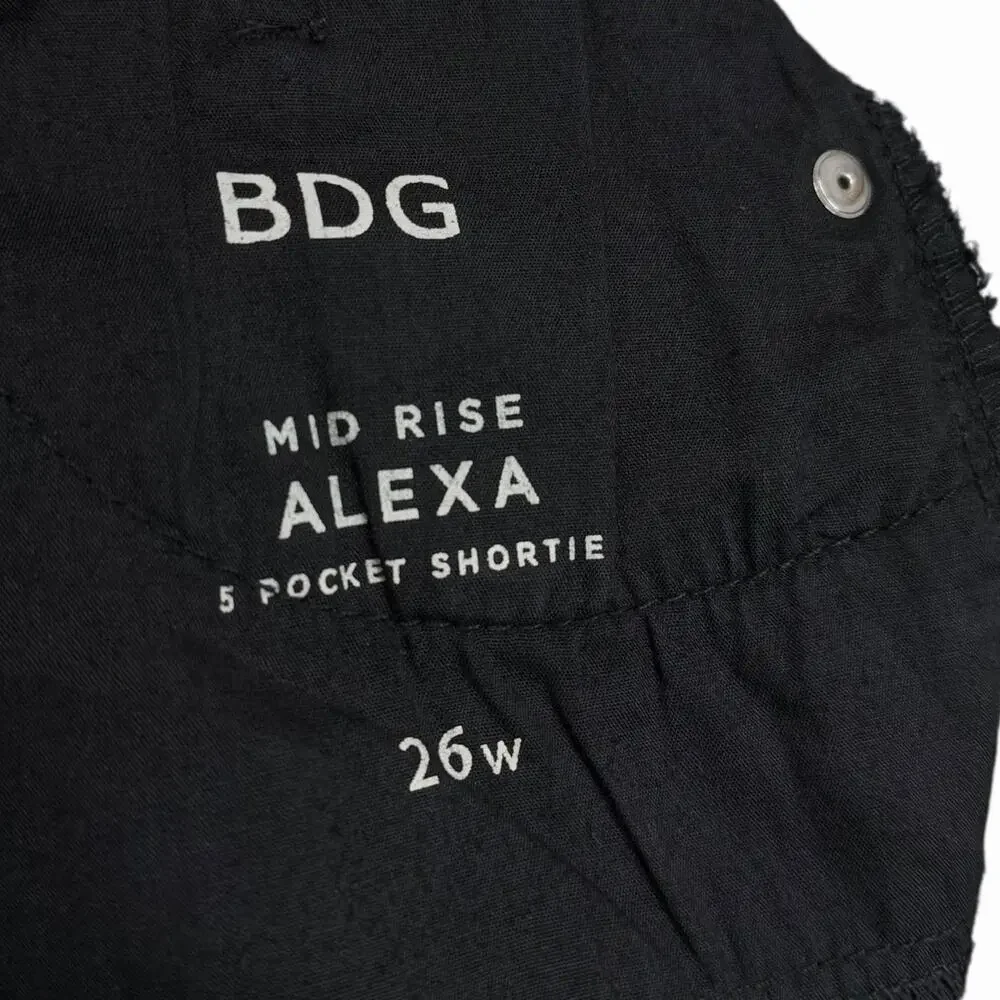 BDG
MID RISE
ALEXA
5 POCKET SHORTIE
26W